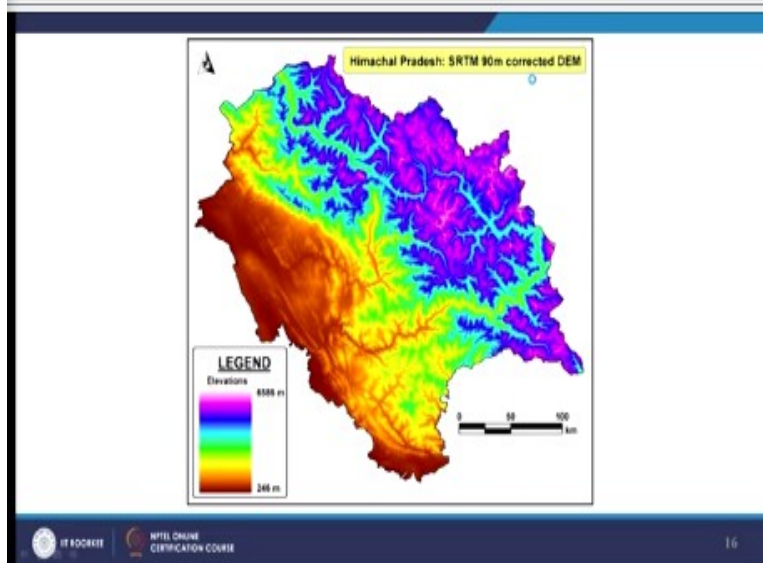 Himachal Pradesh: SRTM 90m corrected DEM
LEGEND
Elevations
6586 m
246 m
0 50 100
km
IIT ROORKEE
NPTEL ONLINE
CERTIFICATION COURSE
16